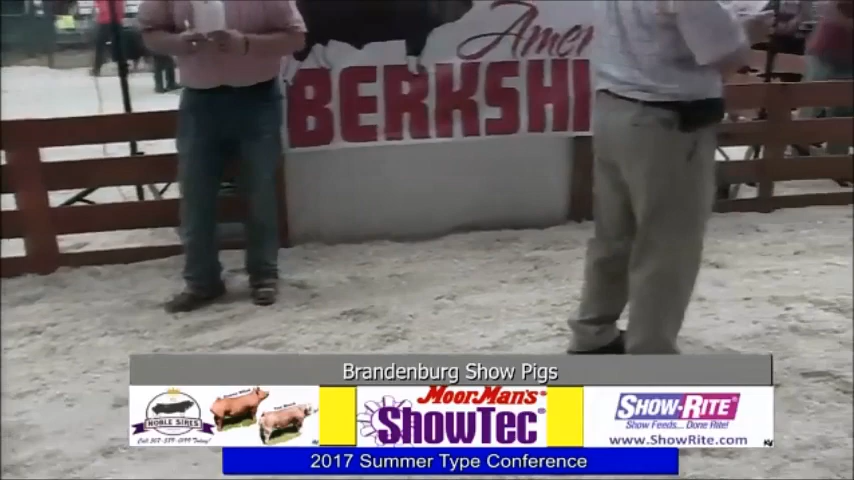 Amer
BERKSHI
Brandenburg Show Pigs
NOBLE SIRES
MoorMan's
ShowTec
SHOW-RITE
Show Feeds... Done Rite!
www.ShowRite.com
2017 Summer Type Conference